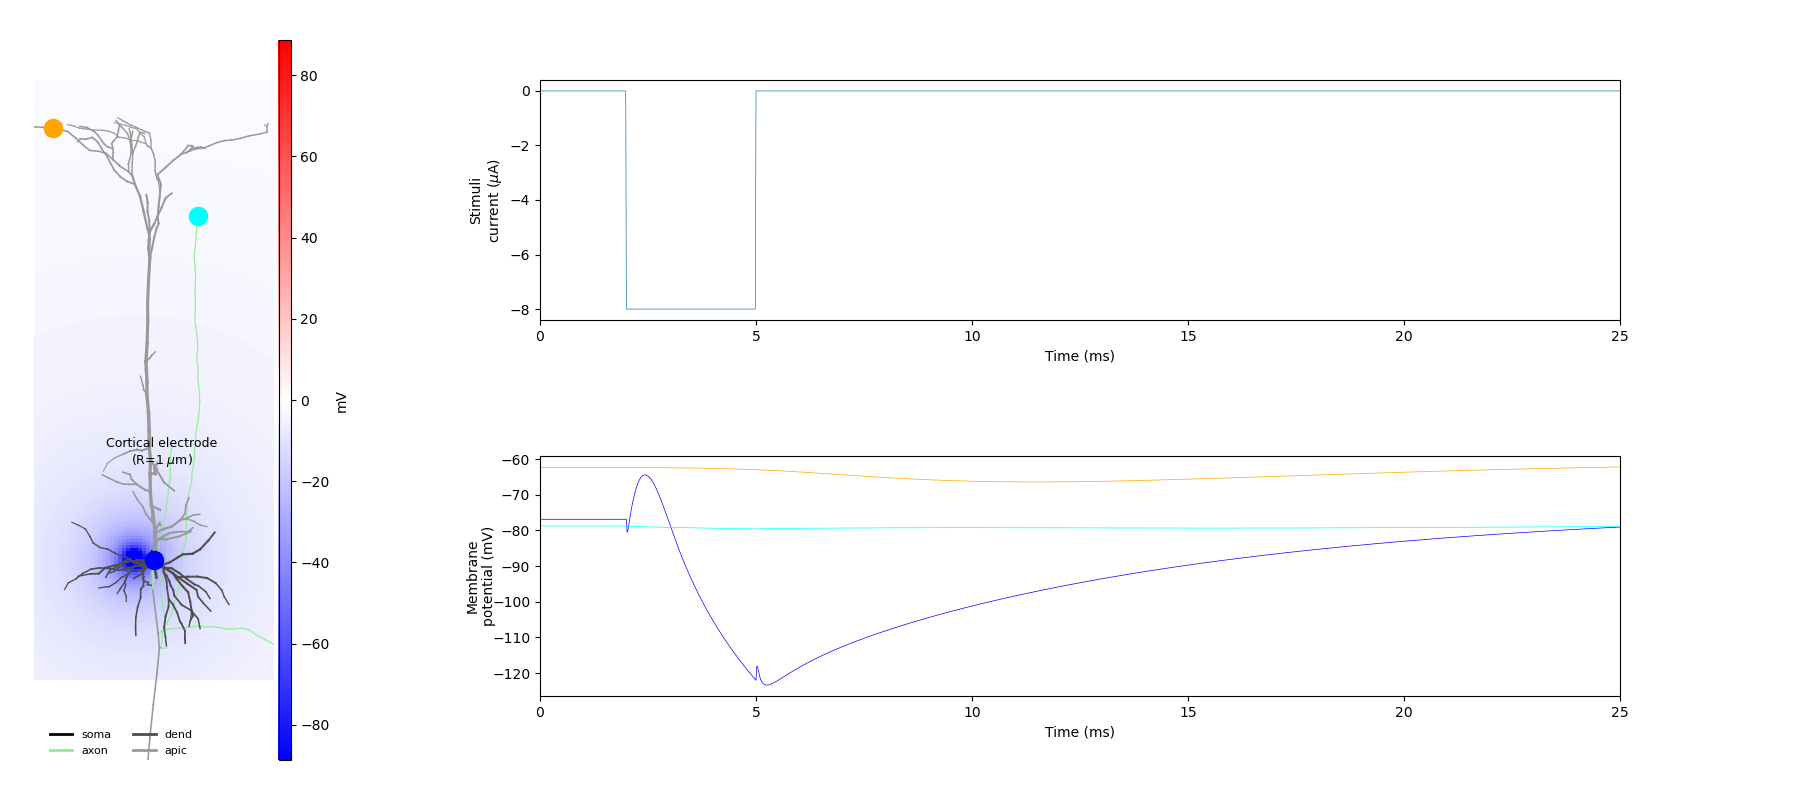 Cortical electrode
(R=1 μm)
soma
dend
axon
apic
80
60
40
20
0
−20
−40
−60
−80
mV
0
−2
−4
−6
−8
Stimuli
current (μA)
0
5
10
15
20
25
Time (ms)
−60
−70
−80
−90
−100
−110
−120
Membrane
potential (mV)
0
5
10
15
20
25
Time (ms)